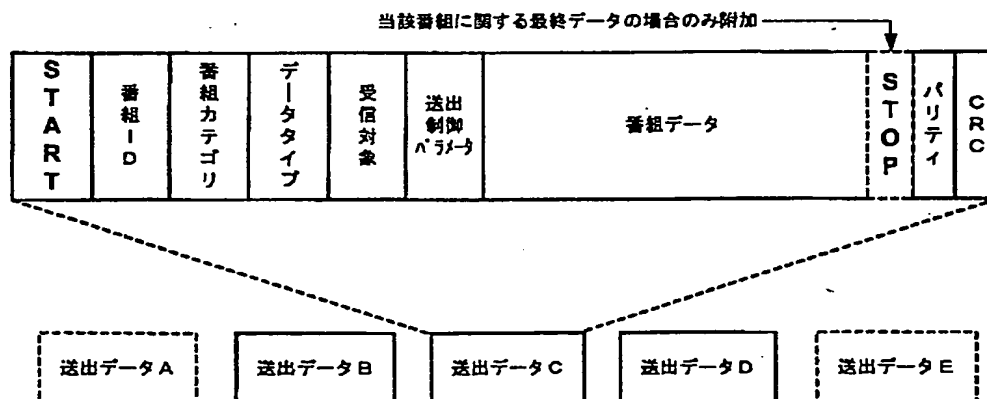 当該番組に関する最終データの場合のみ附加
START
番組ID
番組カテゴリ
データタイプ
受信対象
送出
制御
パラメータ
番組データ
STOP
パリティ
CRC
送出データA
送出データB
送出データC
送出データD
送出データE